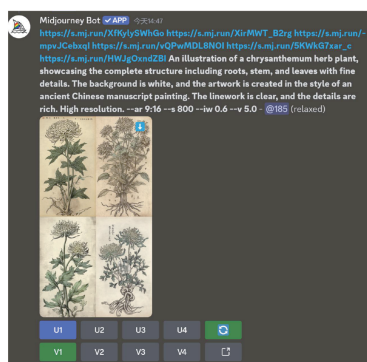 Midjourney Bot ✓ APP 今天14:47
https://s.mj.run/XfKylySWhGo https://s.mj.run/XirMWT_B2rg https://s.mj.run/-
mpvJCebxqI https://s.mj.run/vQPwMDL8NOI https://s.mj.run/5KWkG7xar_c
https://s.mj.run/HWJgOxndZBI An illustration of a chrysanthemum herb plant,
showcasing the complete structure including roots, stem, and leaves with fine
details. The background is white, and the artwork is created in the style of an
ancient Chinese manuscript painting. The linework is clear, and the details are
rich. High resolution. --ar 9:16 --s 800 --iw 0.6 --v 5.0 - @185 (relaxed)
U1 U2 U3 U4
V1 V2 V3 V4